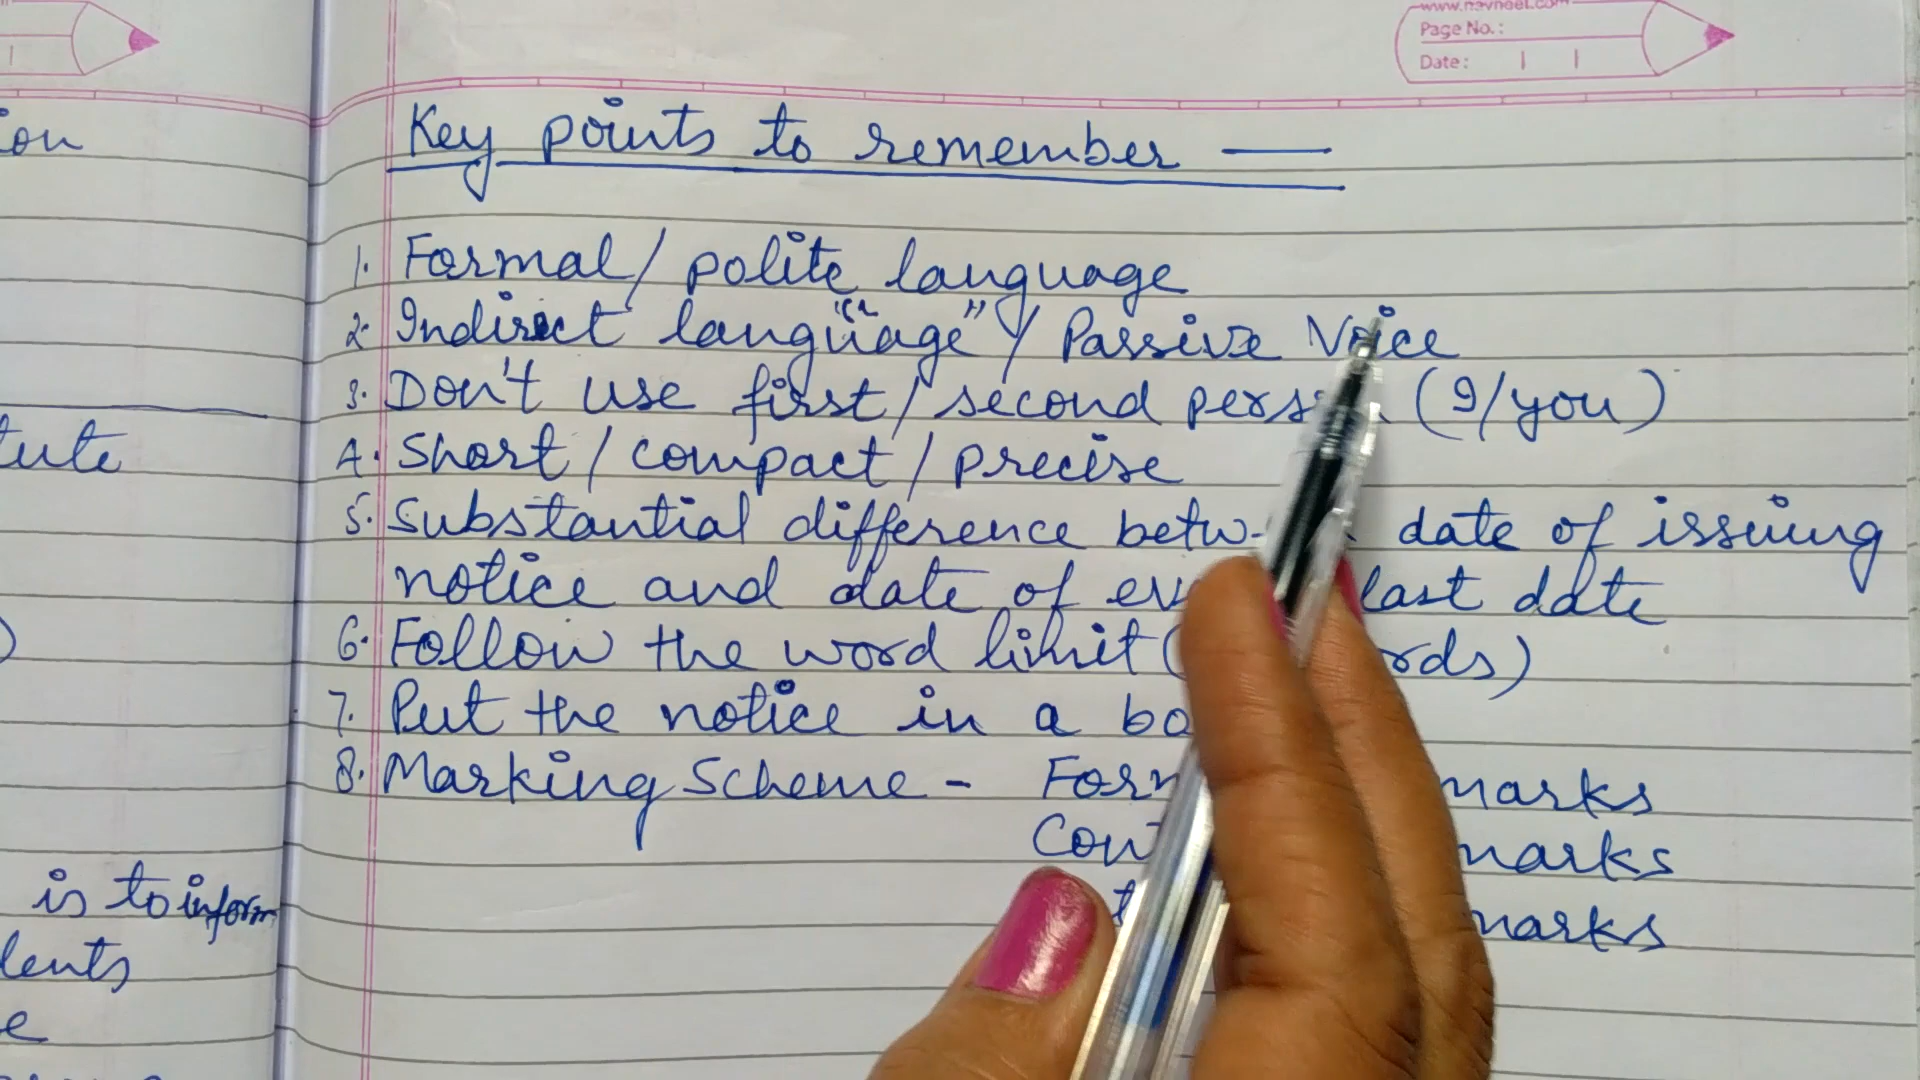 www.navneet.com
Page No.:
Date:
ion
Key points to remember —
1. Formal / polite language
2. Indirect language " " / Passive Voice
3. Don't use first / second (I/you)
tute
4. Short / compact / precise
5. Substantial difference date of issuing
notice and date of last date
6. Follow the word limit (
)
7. Put the notice in a
8. Marking Scheme - marks
marks
is to inform
marks
lents
e